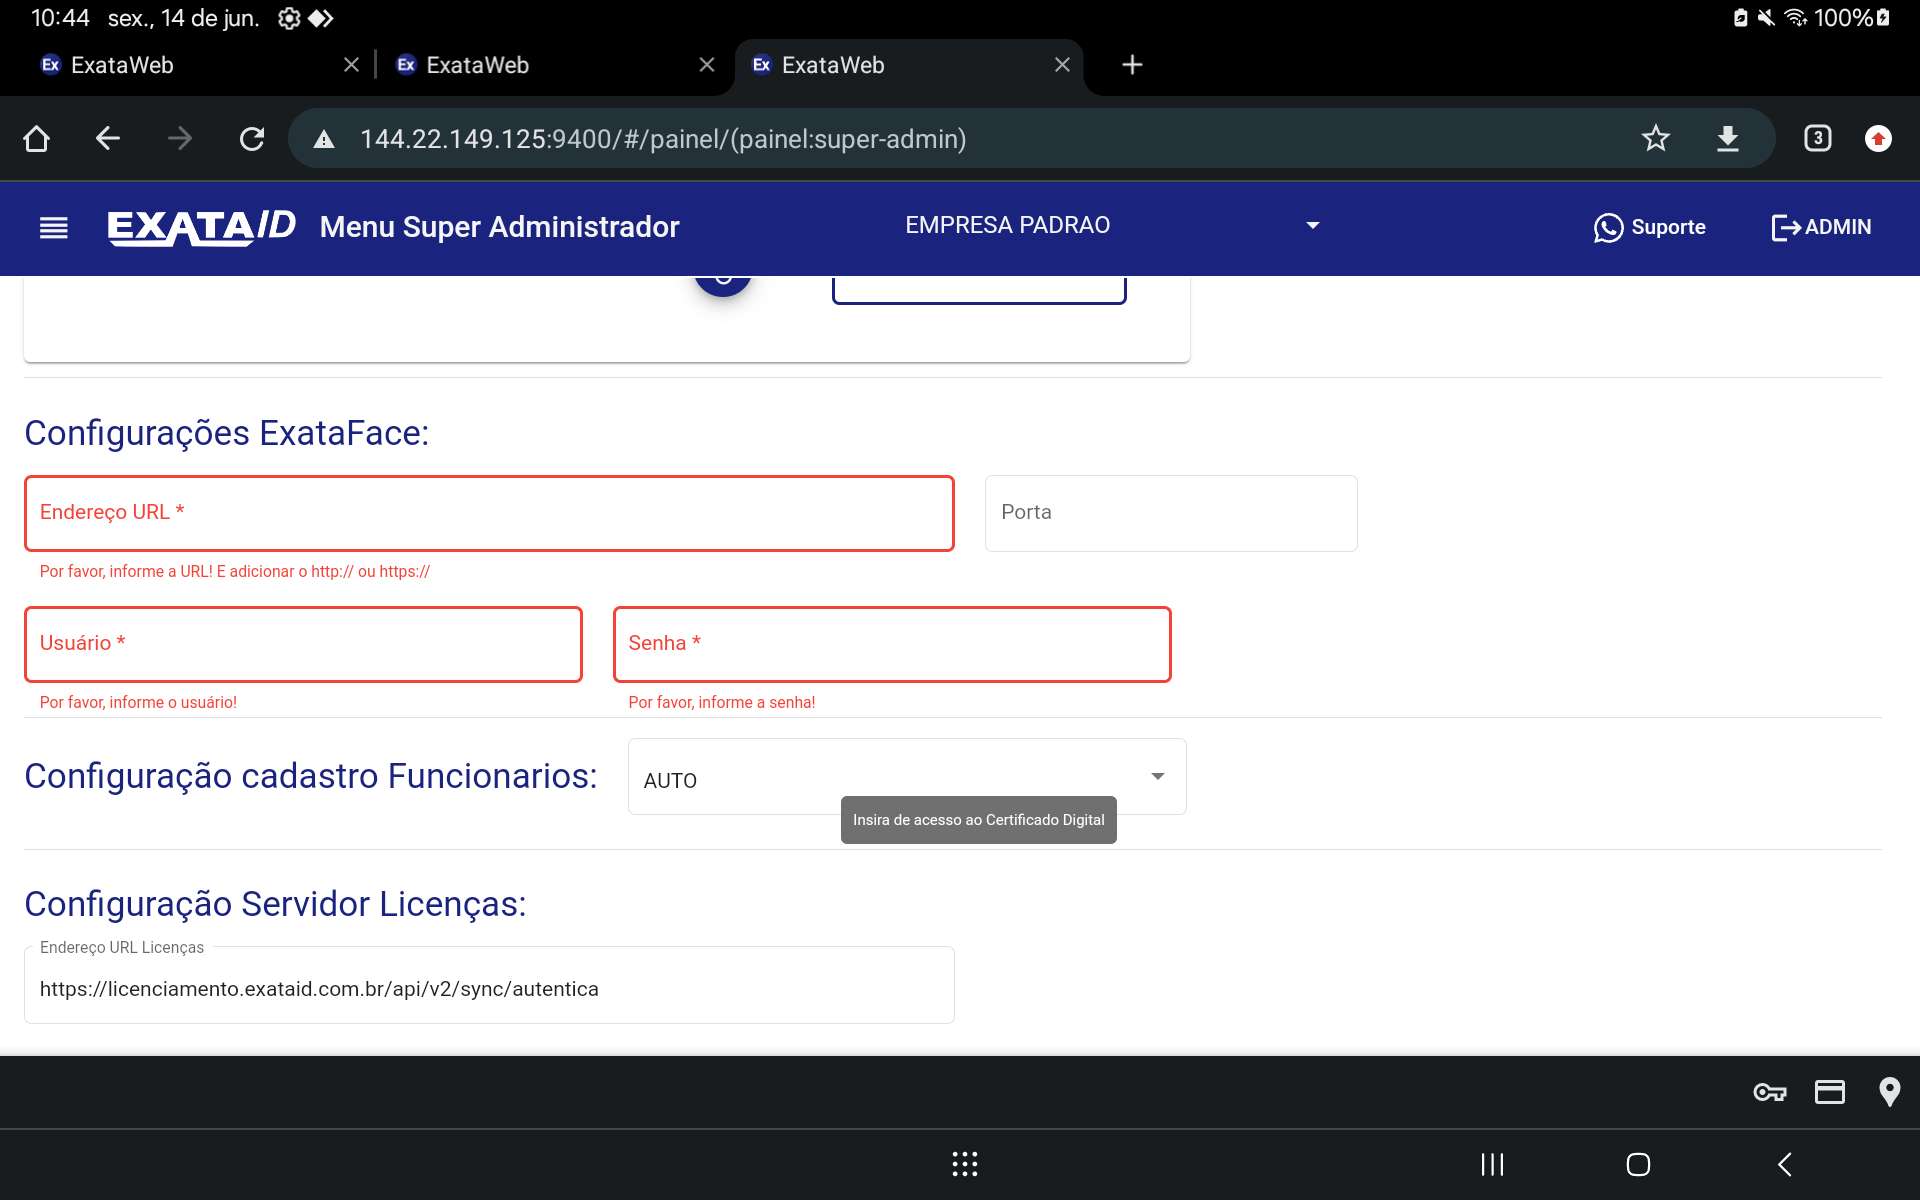 10:44 sex., 14 de jun. 100%
Ex ExataWeb Ex ExataWeb Ex ExataWeb
144.22.149.125:9400/#/painel/(painel:super-admin) 3
EXATAID Menu Super Administrador EMPRESA PADRAO Suporte ADMIN
Configurações ExataFace:
Endereço URL * Porta
Por favor, informe a URL! E adicionar o http:// ou https://
Usuário * Senha *
Por favor, informe o usuário! Por favor, informe a senha!
Configuração cadastro Funcionarios: AUTO
Insira de acesso ao Certificado Digital
Configuração Servidor Licenças:
Endereço URL Licenças
https://licenciamento.exataid.com.br/api/v2/sync/autentica